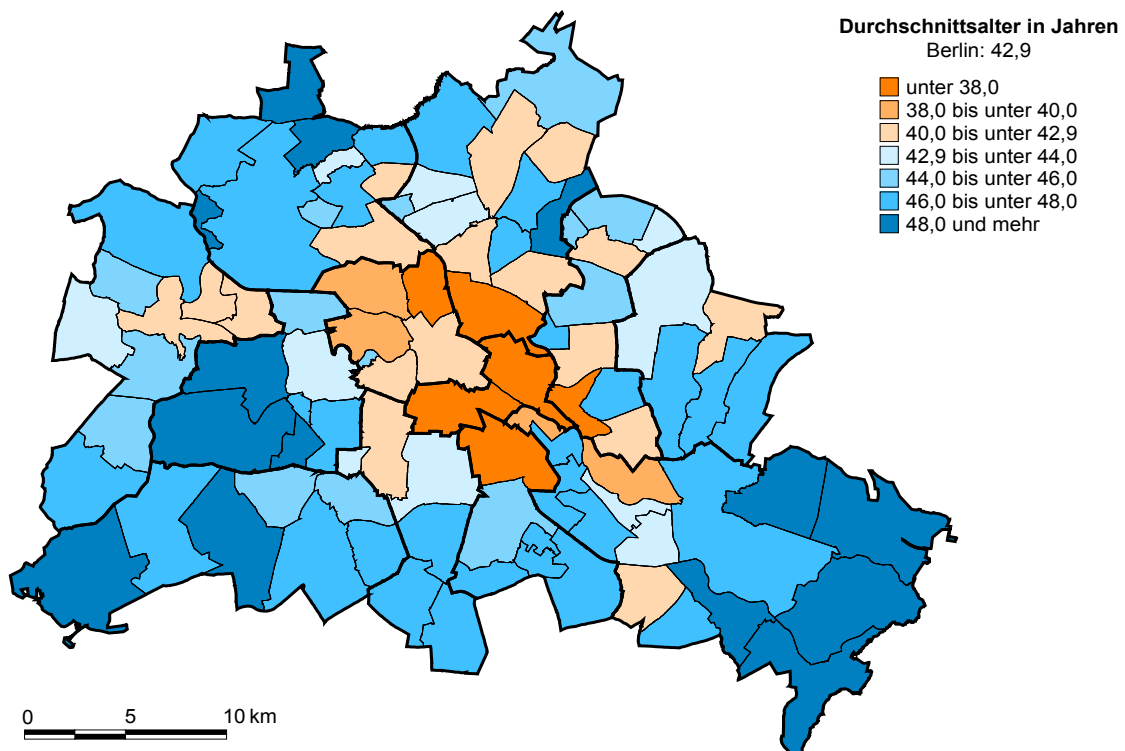 Durchschnittsalter in Jahren
Berlin: 42,9
unter 38,0
38,0 bis unter 40,0
40,0 bis unter 42,9
42,9 bis unter 44,0
44,0 bis unter 46,0
46,0 bis unter 48,0
48,0 und mehr
0 5 10 km